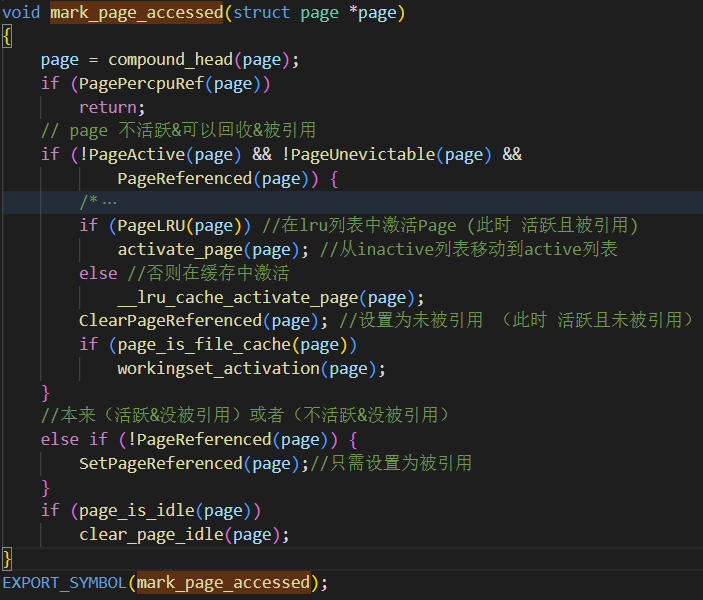 void mark_page_accessed(struct page *page)
{
    page = compound_head(page);
    if (PagePercpuRef(page))
        return;
    // page 不活跃&可以回收&被引用
    if (!PageActive(page) && !PageUnevictable(page) &&
            PageReferenced(page)) {
        /* ···
        if (PageLRU(page)) //在lru列表中激活Page (此时 活跃且被引用)
            activate_page(page); //从inactive列表移动到active列表
        else //否则在缓存中激活
            __lru_cache_activate_page(page);
        ClearPageReferenced(page); //设置为未被引用 （此时 活跃且未被引用）
        if (page_is_file_cache(page))
            workingset_activation(page);
    }
    //本来（活跃&没被引用）或者（不活跃&没被引用）
    else if (!PageReferenced(page)) {
        SetPageReferenced(page);//只需设置为被引用
    }
    if (page_is_idle(page))
        clear_page_idle(page);
}
EXPORT_SYMBOL(mark_page_accessed);